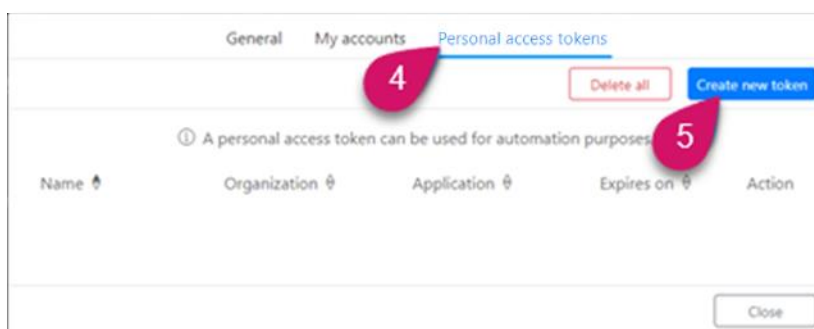 General My accounts Personal access tokens
4
Delete all Create new token
5
ⓘ A personal access token can be used for automation purposes
Name Organization Application Expires on Action
Close